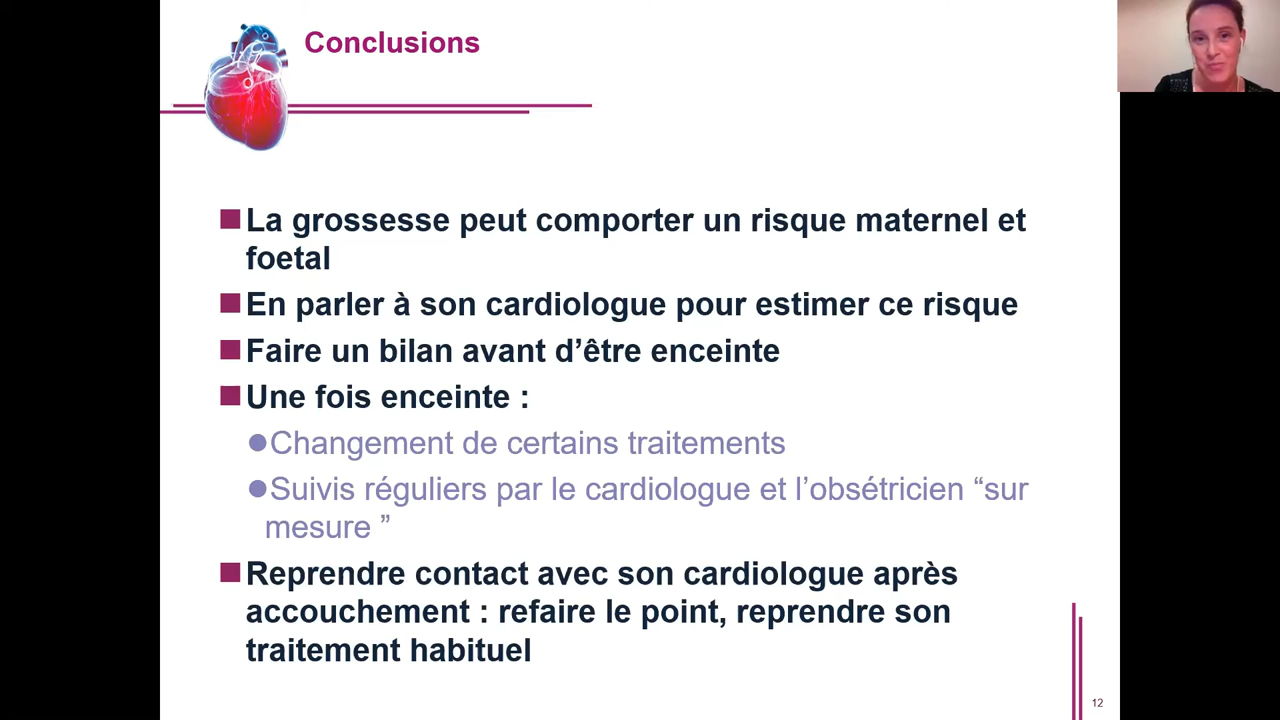 Conclusions
La grossesse peut comporter un risque maternel et
foetal
En parler à son cardiologue pour estimer ce risque
Faire un bilan avant d’être enceinte
Une fois enceinte :
Changement de certains traitements
Suivis réguliers par le cardiologue et l’obsétricien “sur
mesure ”
Reprendre contact avec son cardiologue après
accouchement : refaire le point, reprendre son
traitement habituel
12